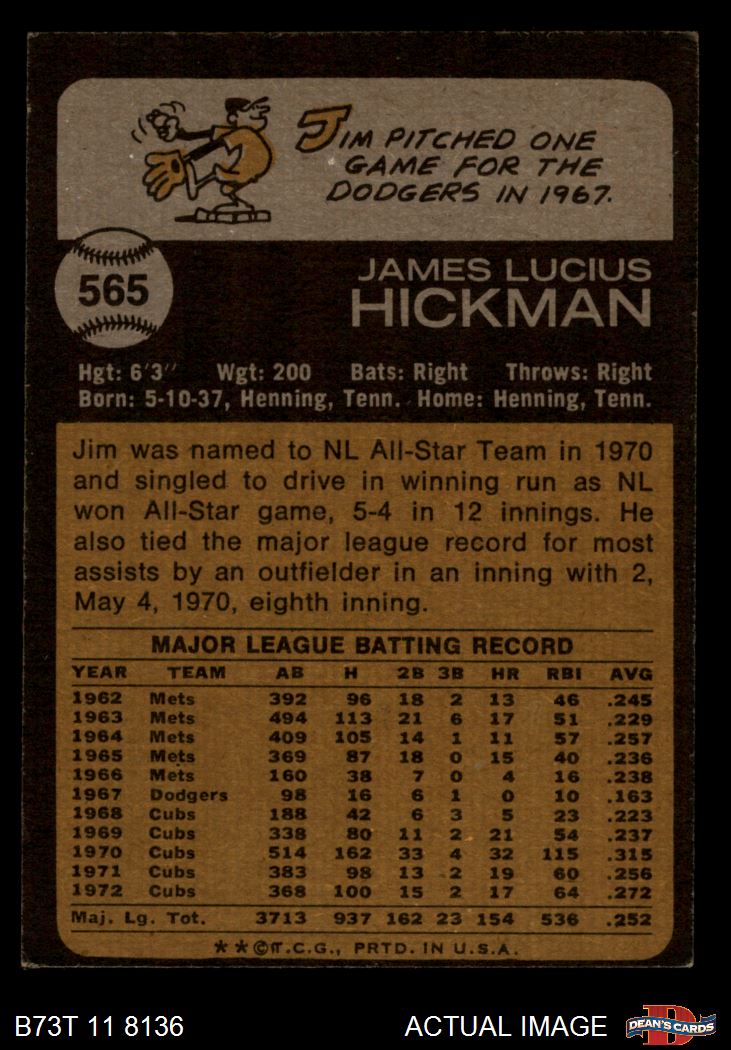 JIM PITCHED ONE
GAME FOR THE
DODGERS IN 1967.
565
JAMES LUCIUS
HICKMAN
Hgt: 6'3" Wgt: 200 Bats: Right Throws: Right
Born: 5-10-37, Henning, Tenn. Home: Henning, Tenn.
Jim was named to NL All-Star Team in 1970
and singled to drive in winning run as NL
won All-Star game, 5-4 in 12 innings. He
also tied the major league record for most
assists by an outfielder in an inning with 2,
May 4, 1970, eighth inning.
MAJOR LEAGUE BATTING RECORD
YEAR TEAM AB H 2B 3B HR RBI AVG
1962 Mets 392 96 18 2 13 46 .245
1963 Mets 494 113 21 6 17 51 .229
1964 Mets 409 105 14 1 11 57 .257
1965 Mets 369 87 18 0 15 40 .236
1966 Mets 160 38 7 0 4 16 .238
1967 Dodgers 98 16 6 1 0 10 .163
1968 Cubs 188 42 6 3 5 23 .223
1969 Cubs 338 80 11 2 21 54 .237
1970 Cubs 514 162 33 4 32 115 .315
1971 Cubs 383 98 13 2 19 60 .256
1972 Cubs 368 100 15 2 17 64 .272
Maj. Lg. Tot. 3713 937 162 23 154 536 .252
**©T.C.G., PRTD. IN U.S.A.
B73T 11 8136 ACTUAL IMAGE DEAN'S CARDS